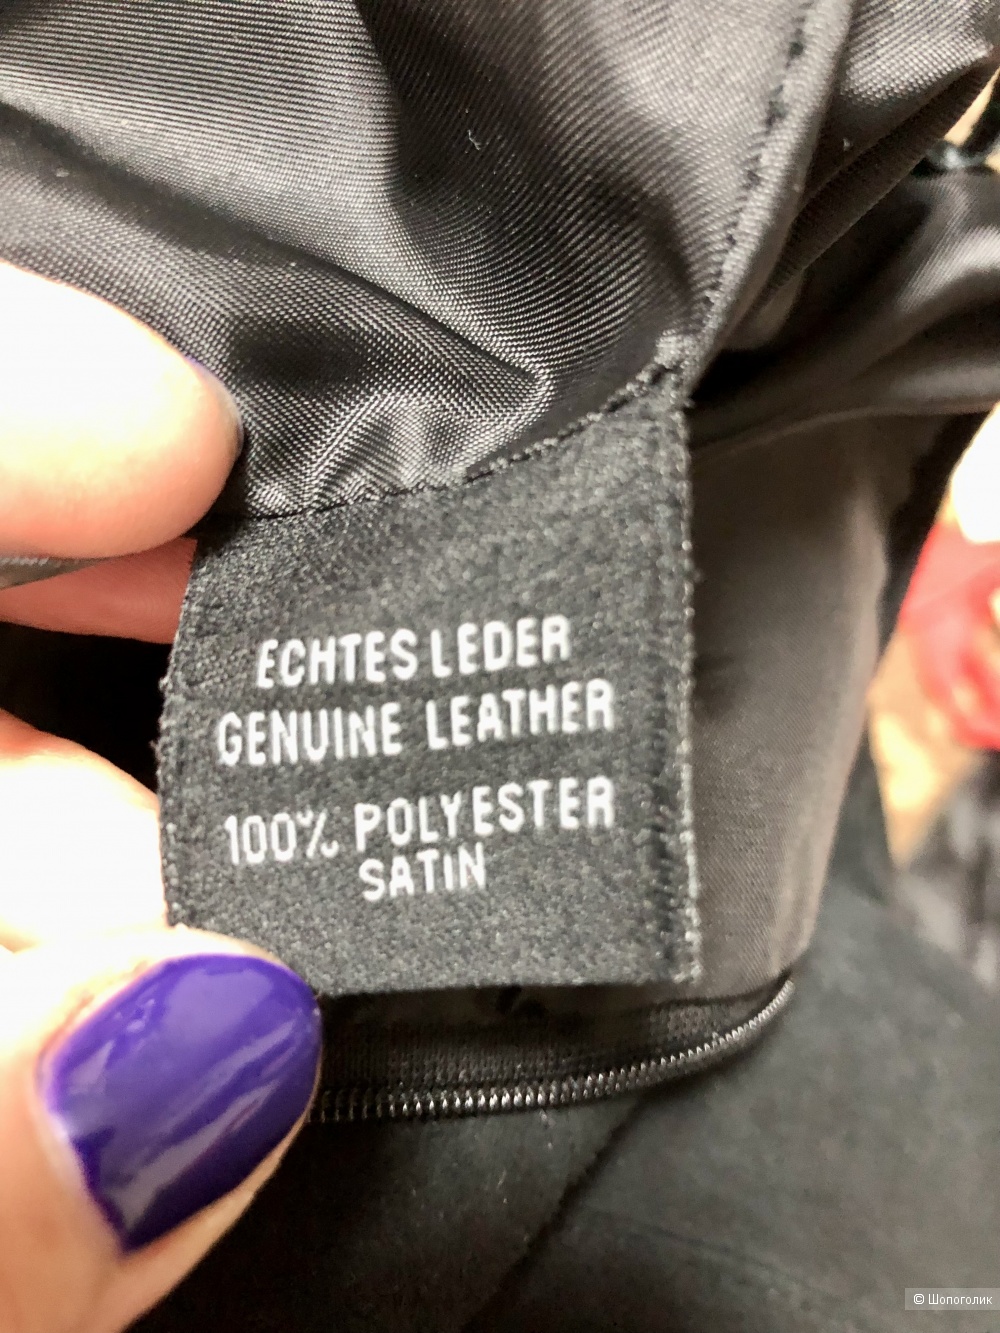 ECHTES LEDER
GENUINE LEATHER
100% POLYESTER
SATIN
© Шопоголик